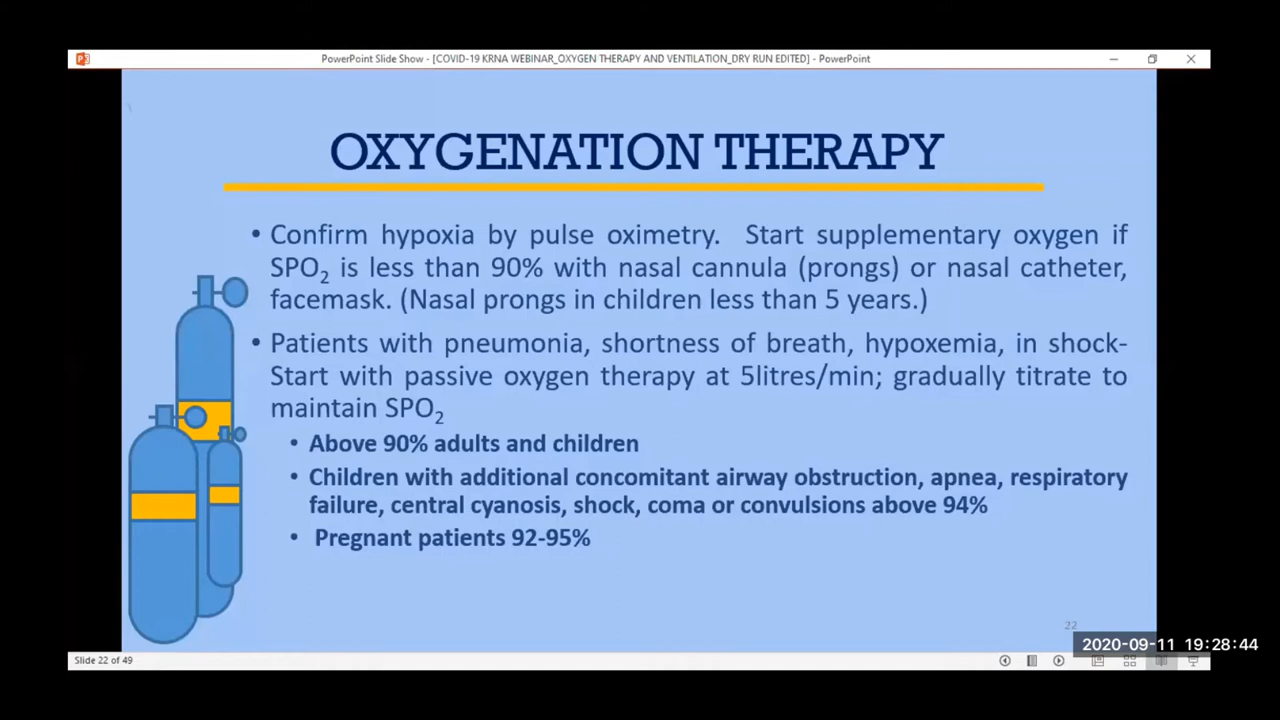 PowerPoint Slide Show - [COVID-19 KRNA WEBINAR_OXYGEN THERAPY AND VENTILATION_DRY RUN EDITED] - PowerPoint
OXYGENATION THERAPY
• Confirm hypoxia by pulse oximetry. Start supplementary oxygen if
SPO₂ is less than 90% with nasal cannula (prongs) or nasal catheter,
facemask. (Nasal prongs in children less than 5 years.)
• Patients with pneumonia, shortness of breath, hypoxemia, in shock-
Start with passive oxygen therapy at 5litres/min; gradually titrate to
maintain SPO₂
• Above 90% adults and children
• Children with additional concomitant airway obstruction, apnea, respiratory
failure, central cyanosis, shock, coma or convulsions above 94%
• Pregnant patients 92-95%
22
2020-09-11 19:28:44
Slide 22 of 49